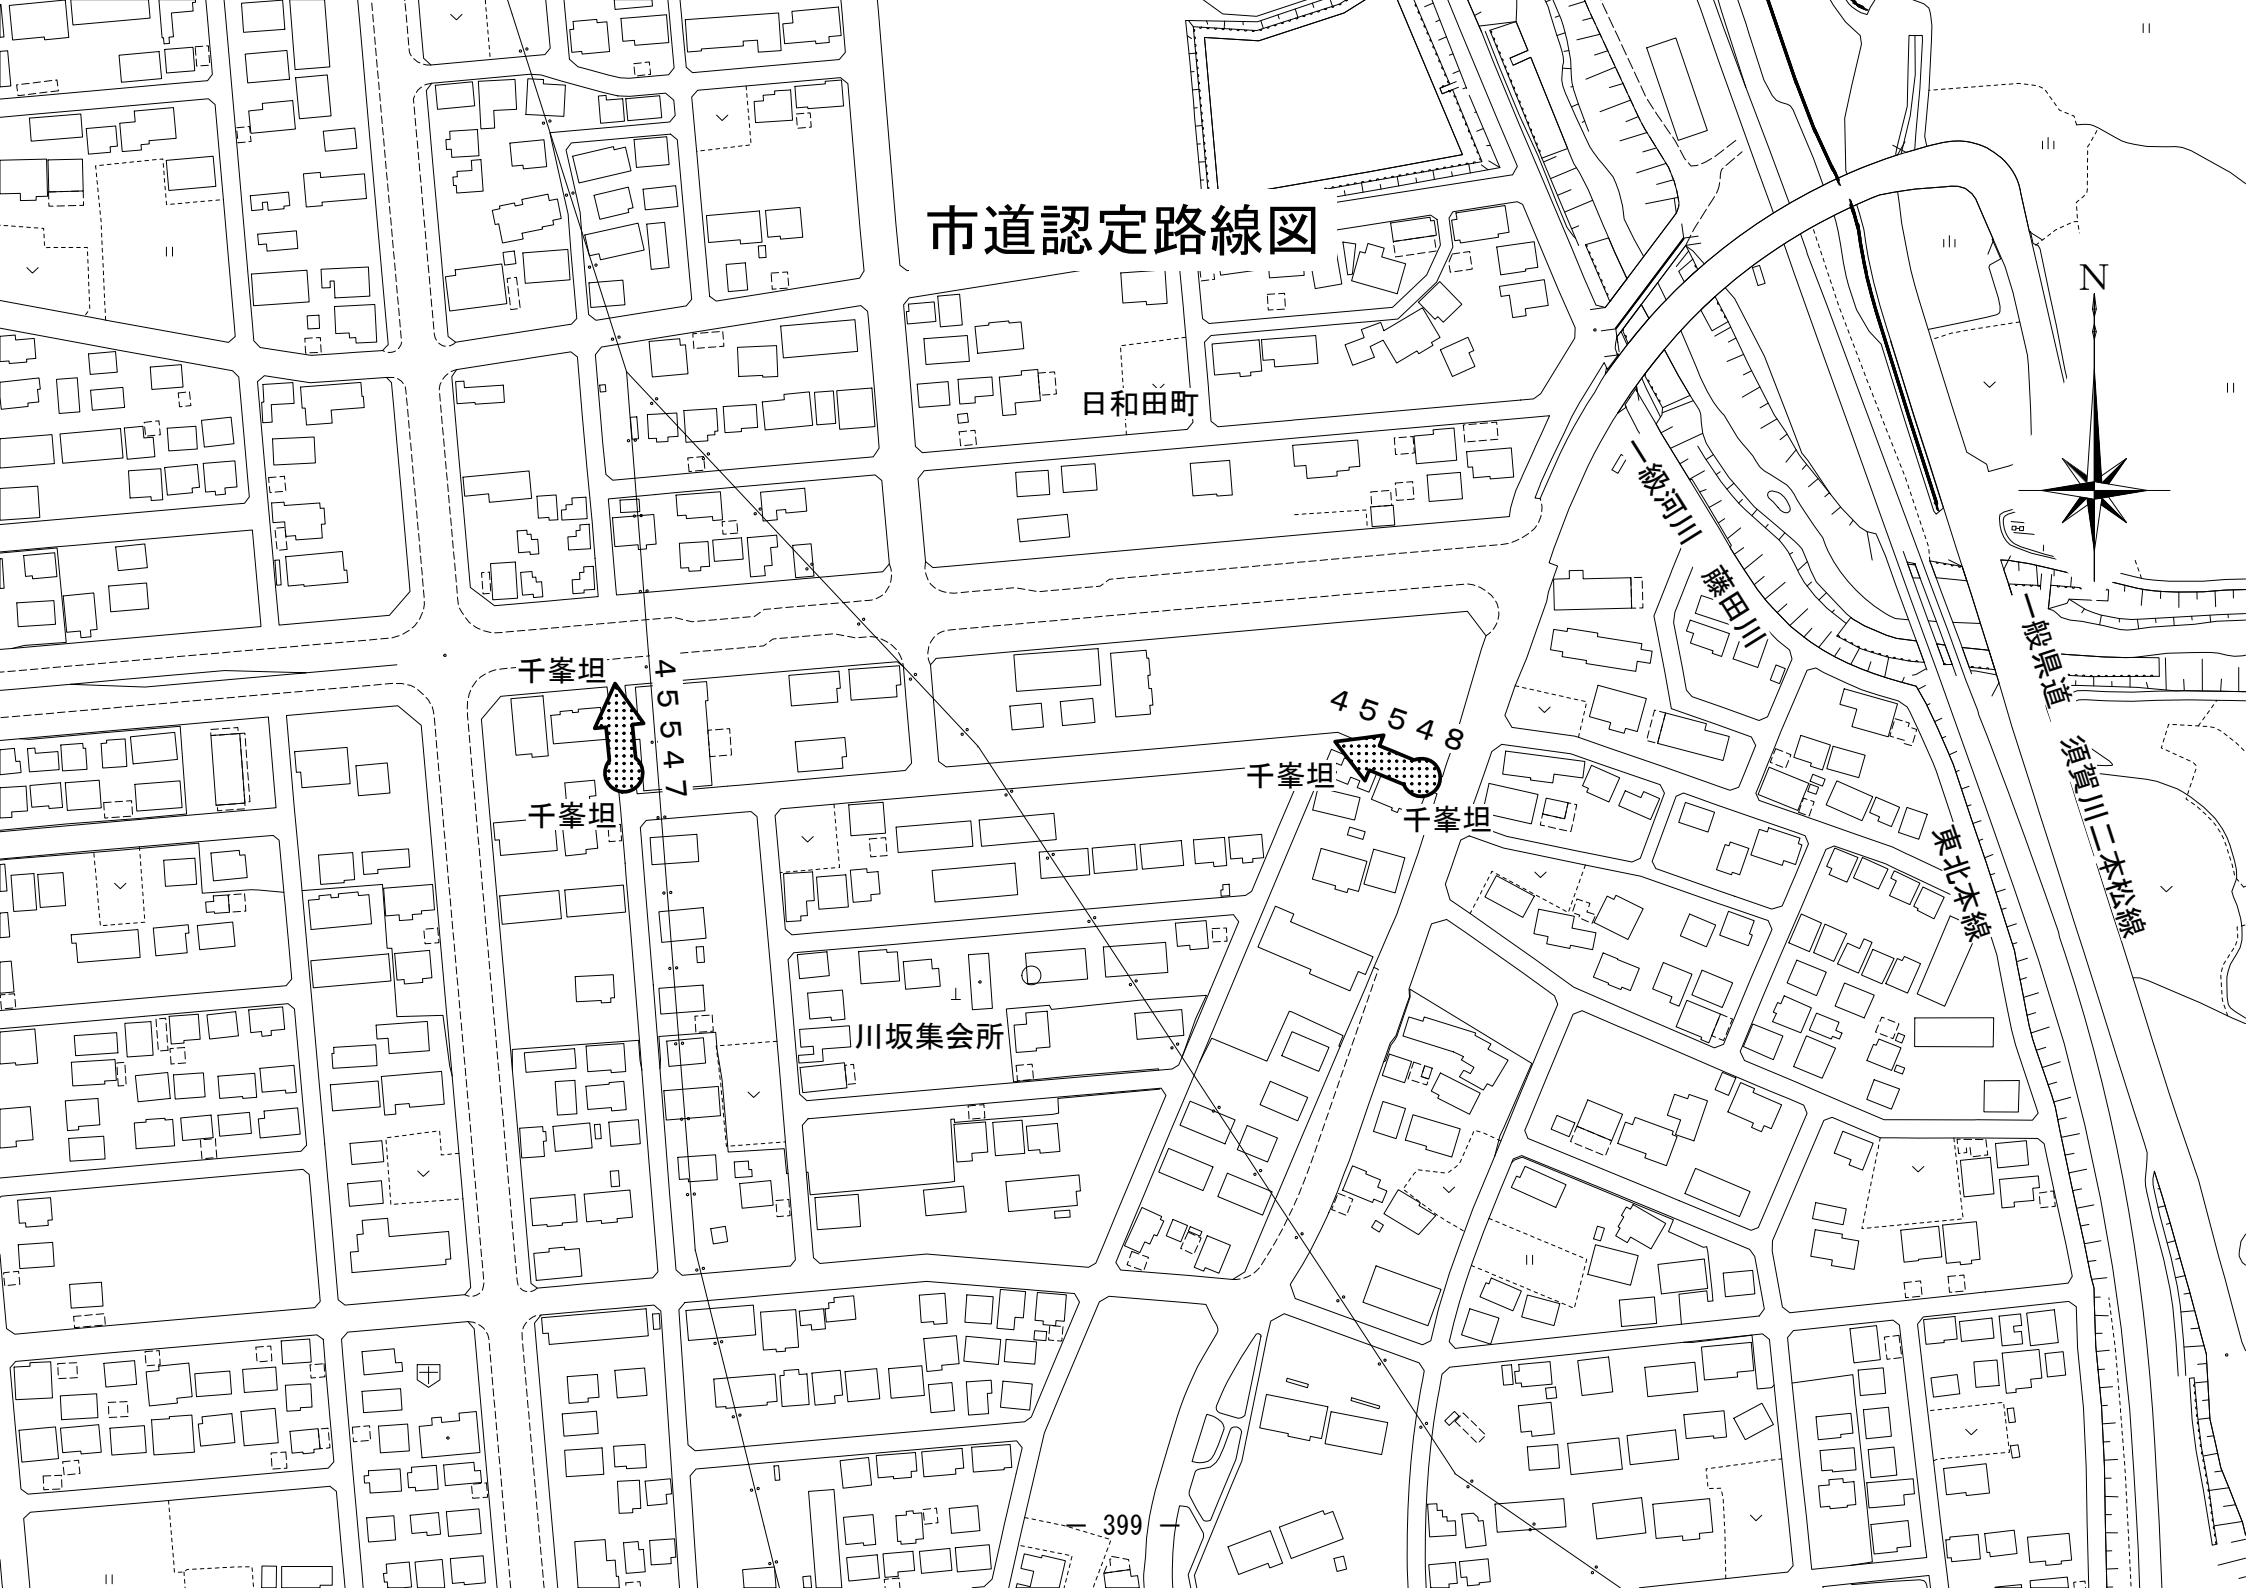 市道認定路線図
N
日和田町
一級河川 藤田川
一般県道 須賀川二本松線
東北本線
千峯坦
45547
千峯坦
45548
千峯坦
千峯坦
川坂集会所
― 399 ―